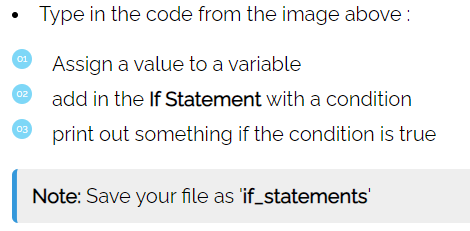 • Type in the code from the image above :
01 Assign a value to a variable
02 add in the If Statement with a condition
03 print out something if the condition is true
Note: Save your file as 'if_statements'